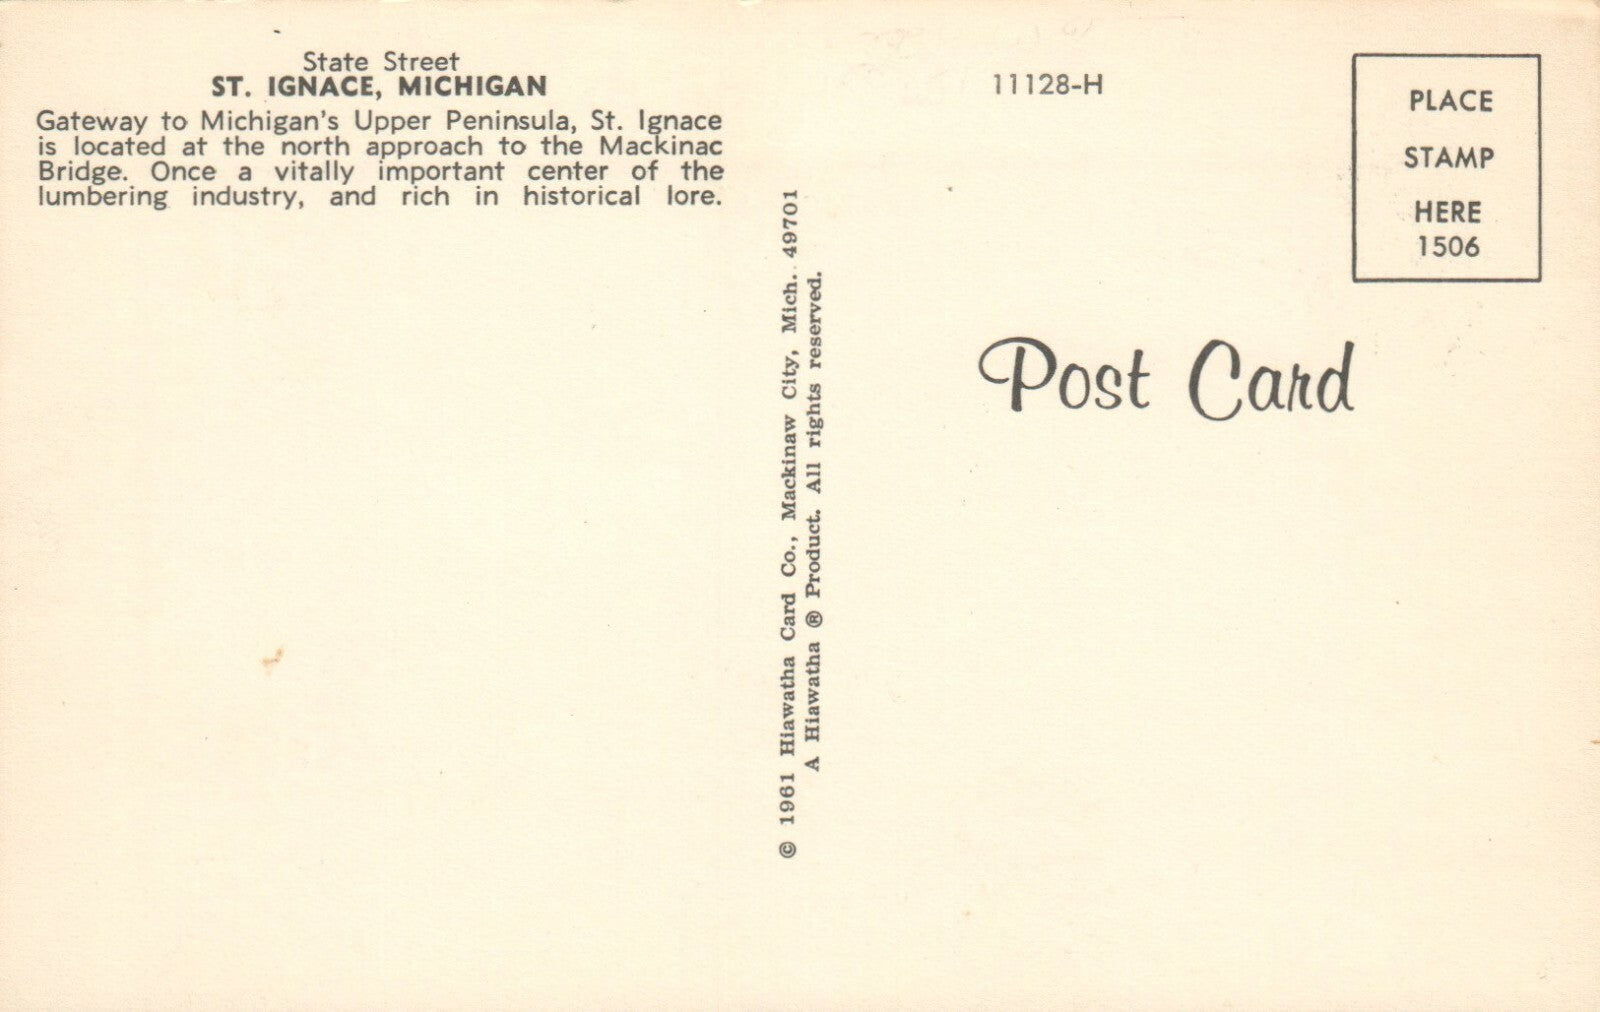 State Street
ST. IGNACE, MICHIGAN
Gateway to Michigan's Upper Peninsula, St. Ignace
is located at the north approach to the Mackinac
Bridge. Once a vitally important center of the
lumbering industry, and rich in historical lore.
© 1961 Hiawatha Card Co., Mackinaw City, Mich. 49701
A Hiawatha ® Product. All rights reserved.
11128-H
PLACE
STAMP
HERE
1506
Post Card